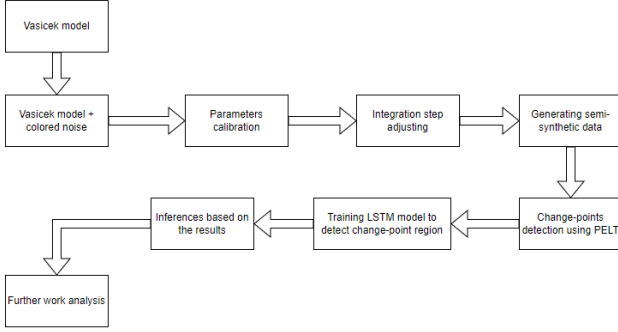 Vasicek model
Vasicek model +
colored noise
Parameters
calibration
Integration step
adjusting
Generating semi-
synthetic data
Change-points
detection using PELT
Training LSTM model to
detect change-point region
Inferences based on
the results
Further work analysis